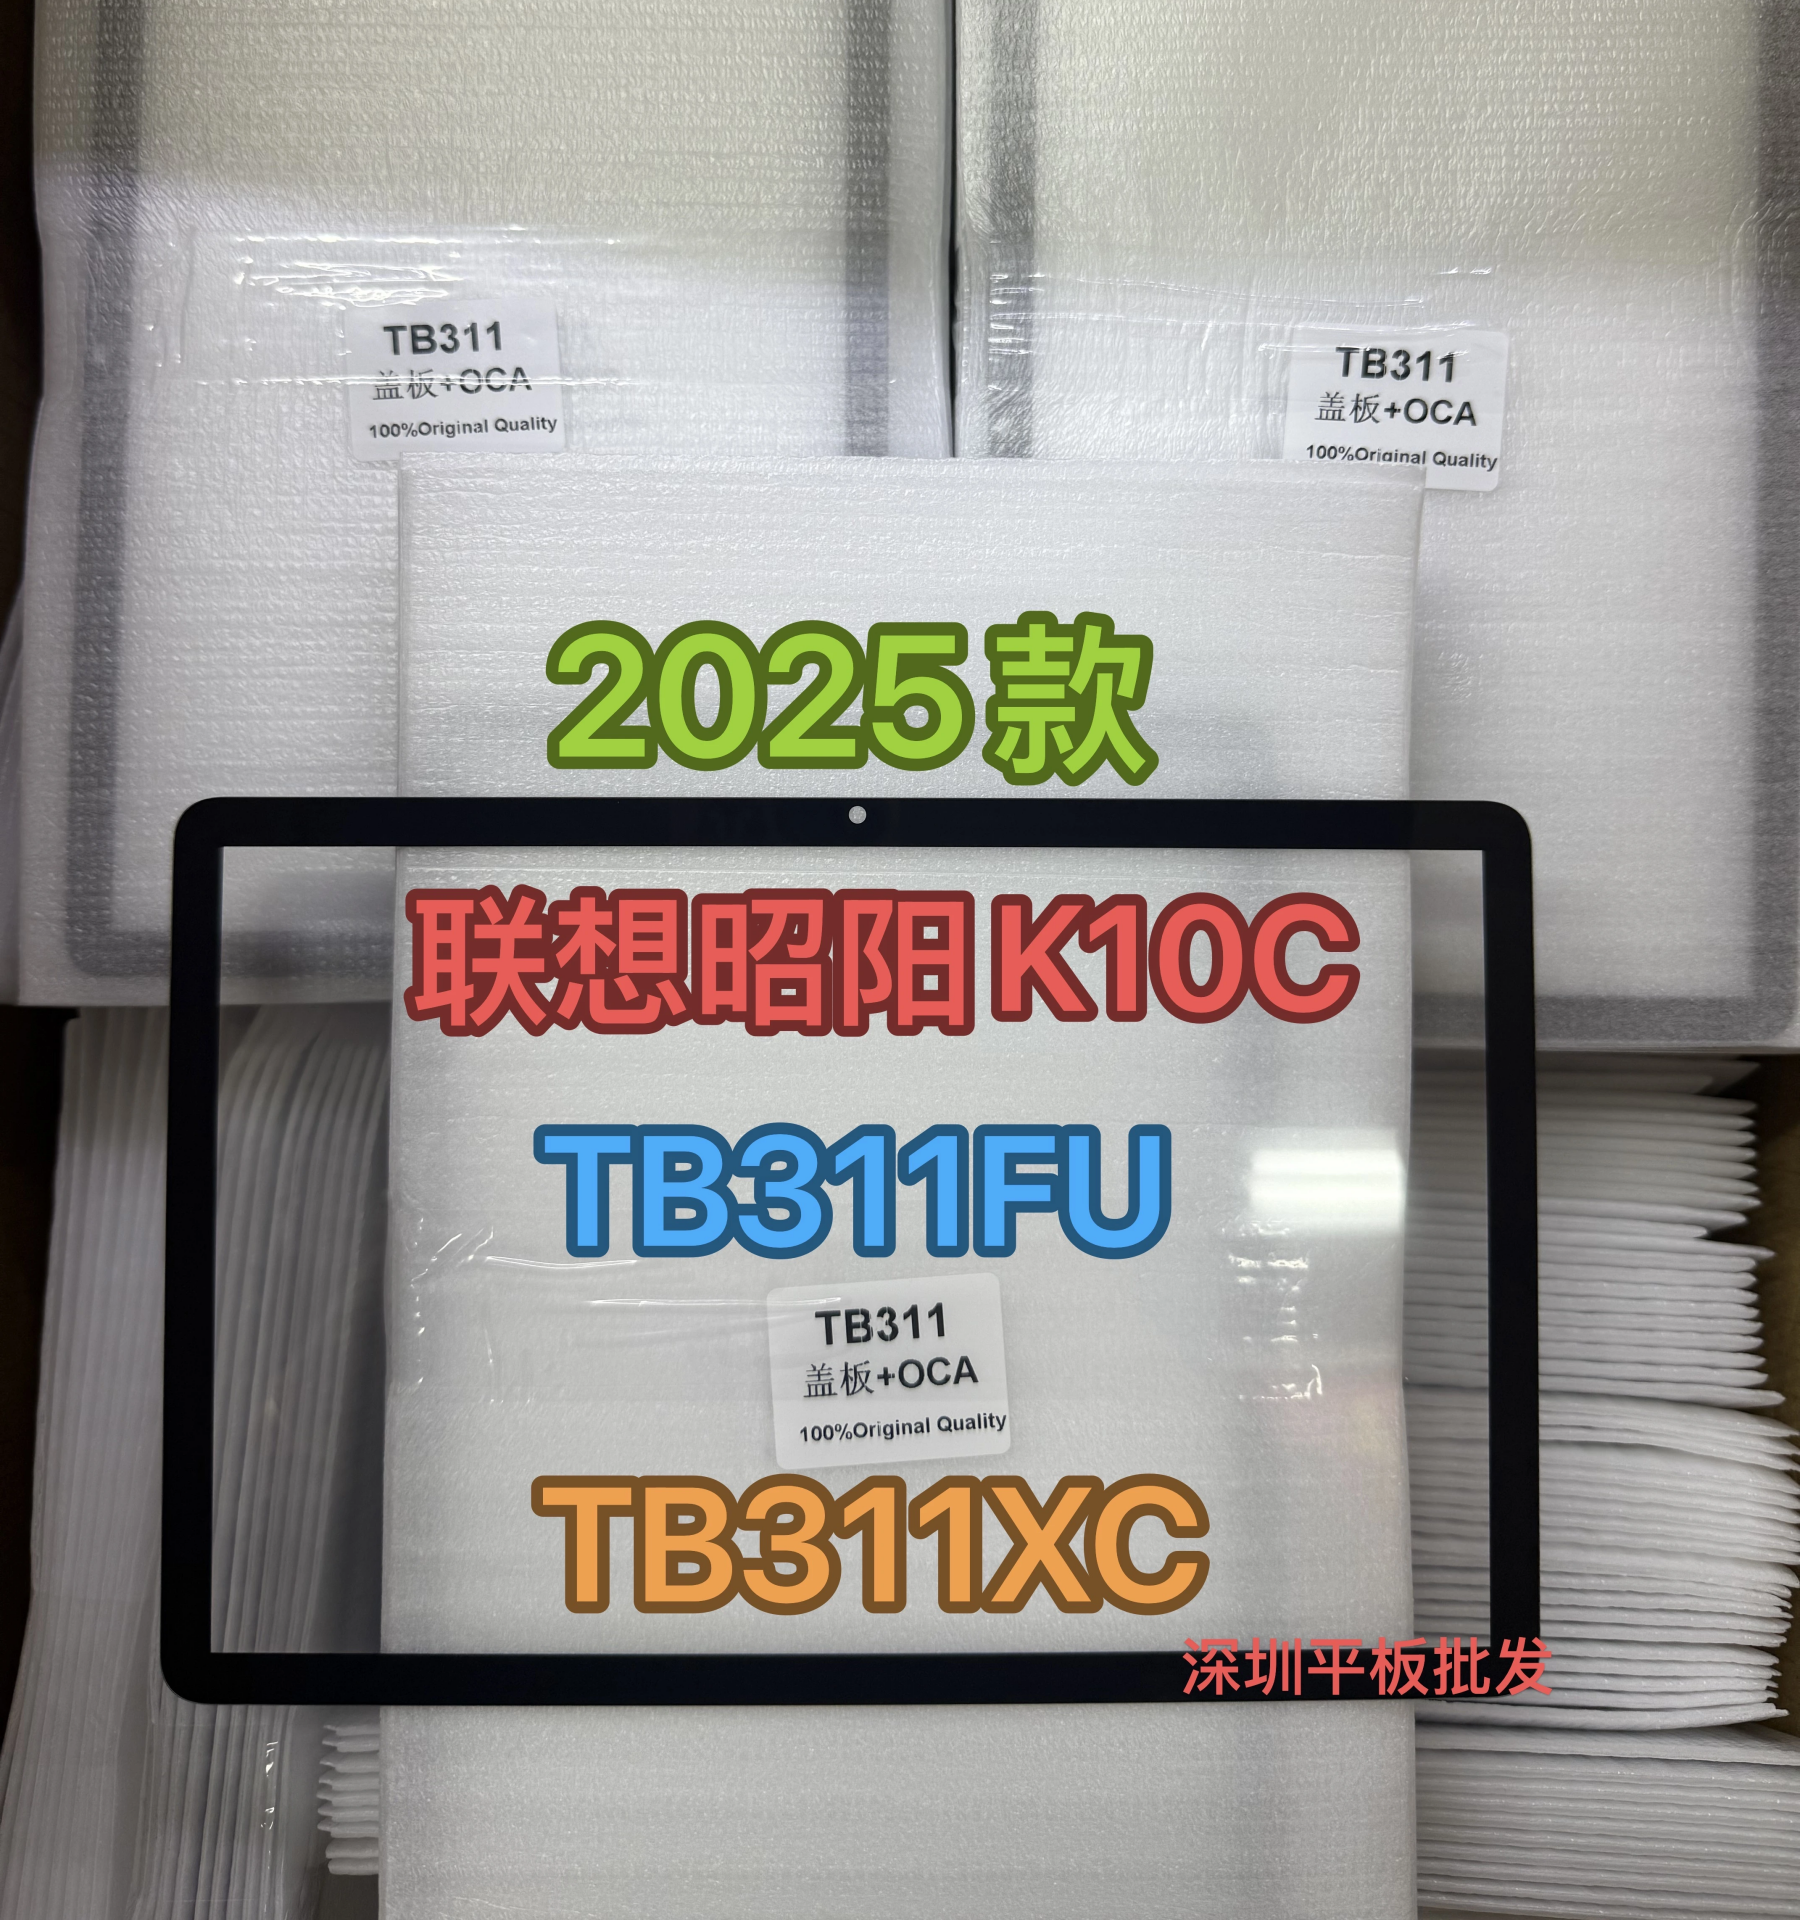 TB311
盖板+OCA
100%Original Quality
TB311
盖板+OCA
100%Original Quality
2025款
联想昭阳K10C
TB311FU
TB311
盖板+OCA
100%Original Quality
TB311XC
深圳平板批发